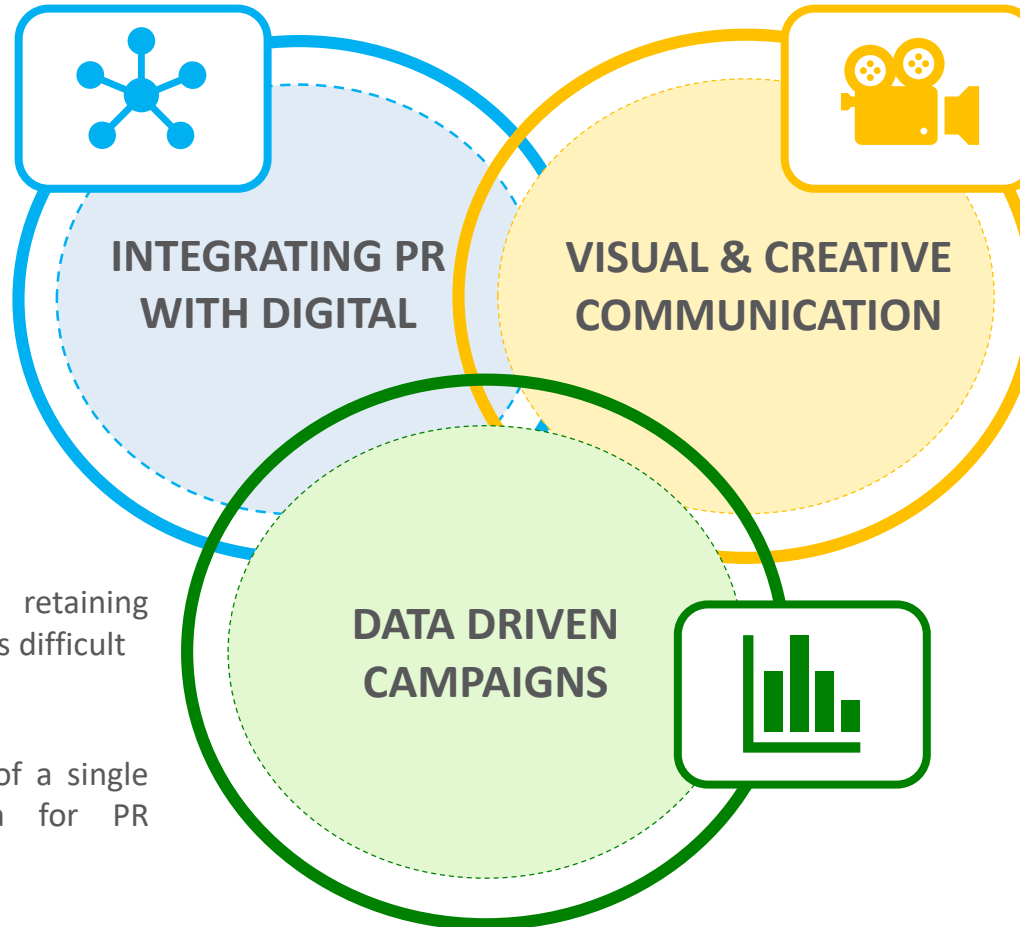 INTEGRATING PR
WITH DIGITAL
VISUAL & CREATIVE
COMMUNICATION
retaining
s difficult
DATA DRIVEN
CAMPAIGNS
of a single
for PR